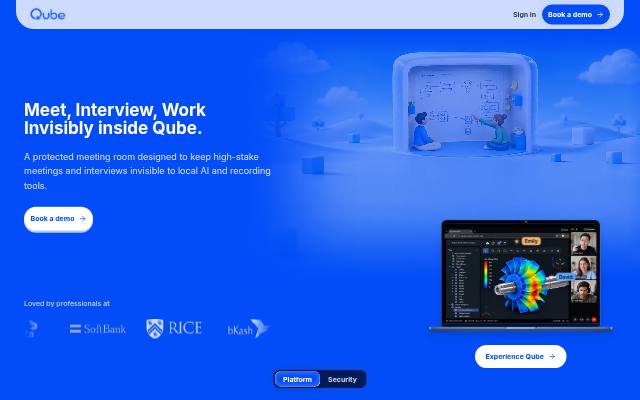 Qube
Sign in
Book a demo
Meet, Interview, Work
Invisibly inside Qube.
A protected meeting room designed to keep high-stake
meetings and interviews invisible to local AI and recording
tools.
Book a demo
Emily
David
Loved by professionals at
SoftBank
RICE
bKash
Experience Qube
Platform
Security